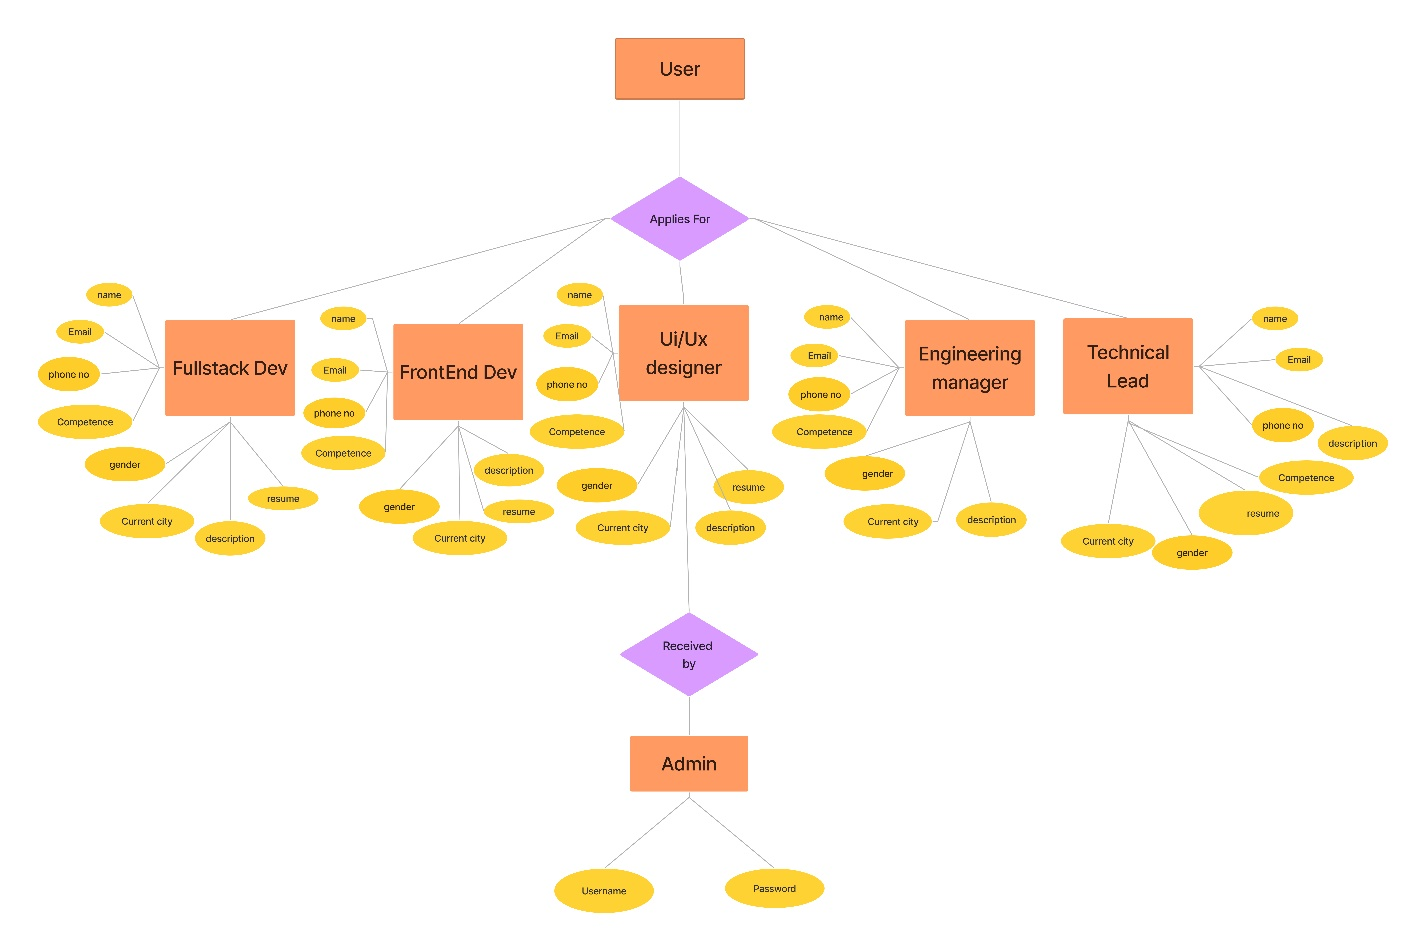 User
Applies For
name
Email
phone no
Competence
Fullstack Dev
gender
Current city
description
resume
name
Email
phone no
Competence
FrontEnd Dev
gender
Current city
description
resume
name
Email
phone no
Competence
Ui/Ux
designer
gender
Current city
resume
description
name
Email
phone no
Competence
Engineering
manager
gender
Current city
description
Technical
Lead
name
Email
phone no
description
Competence
resume
Current city
gender
Received
by
Admin
Username
Password